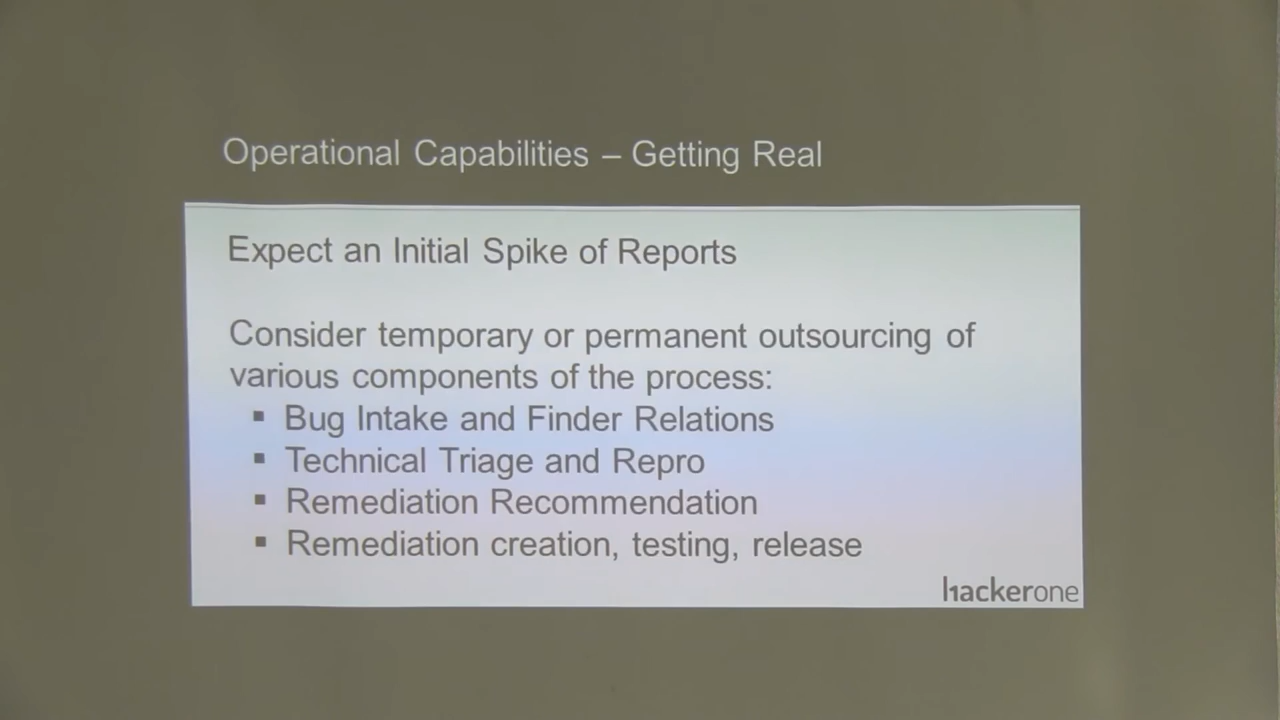 Operational Capabilities – Getting Real
Expect an Initial Spike of Reports
Consider temporary or permanent outsourcing of
various components of the process:
▪ Bug Intake and Finder Relations
▪ Technical Triage and Repro
▪ Remediation Recommendation
▪ Remediation creation, testing, release
hackerone